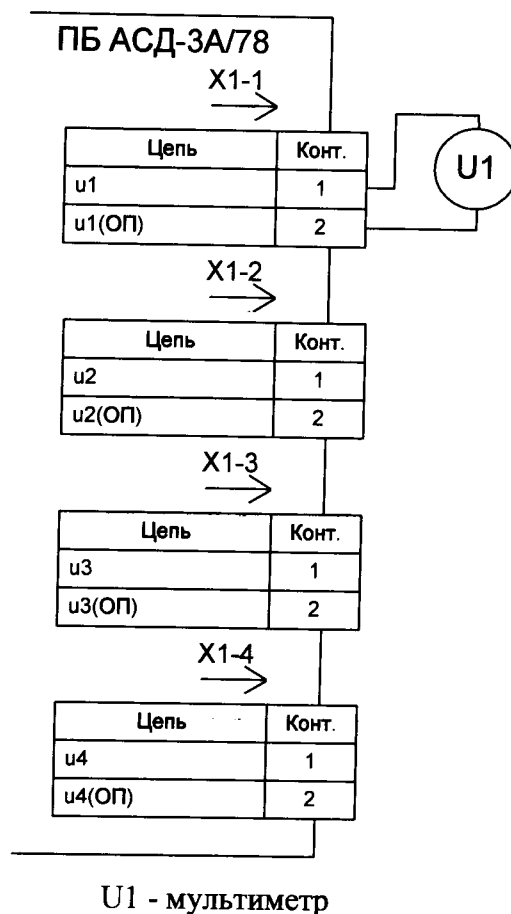 ПБ АСД-3А/78
X1-1
Цепь Конт.
u1 1
u1(ОП) 2
U1
X1-2
Цепь Конт.
u2 1
u2(ОП) 2
X1-3
Цепь Конт.
u3 1
u3(ОП) 2
X1-4
Цепь Конт.
u4 1
u4(ОП) 2
U1 - мультиметр